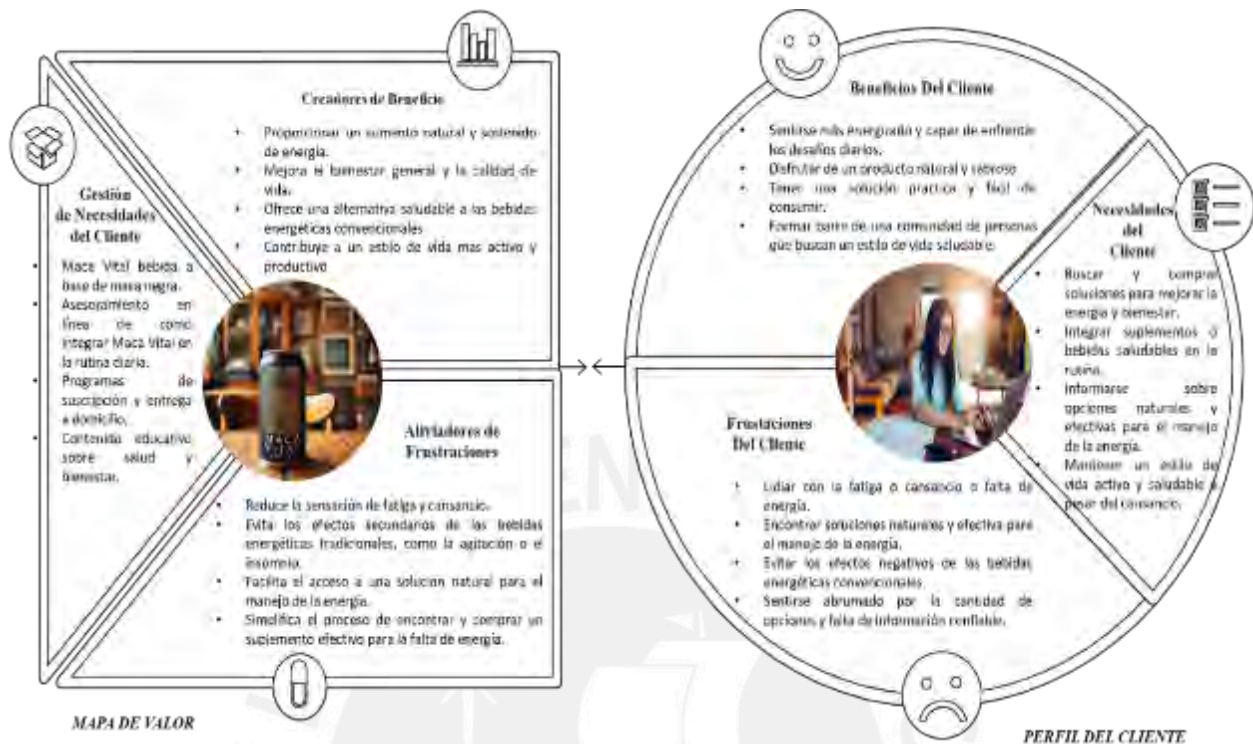 Creadores de Beneficio
• Proporcionar un aumento natural y sostenido
de energía.
• Mejora el bienestar general y la calidad de
vida.
• Ofrece una alternativa saludable a las bebidas
energéticas convencionales
• Contribuye a un estilo de vida mas activo y
productivo
Gestión
de Necesidades
del Cliente
• Maca Vital bebida a
base de maca negra.
• Asesoramiento en
línea de como
integrar Maca Vital en
la rutina diaria.
• Programas de
suscripción y entrega
a domicilio.
• Contenido educativo
sobre salud y
bienestar.
Aliviadores de
Frustraciones
• Reduce la sensación de fatiga y cansancio.
• Evita los efectos secundarios de las bebidas
energéticas tradicionales, como la agitación o el
insomnio.
• Facilita el acceso a una solución natural para el
manejo de la energía.
• Simplifica el proceso de encontrar y comprar un
suplemento efectivo para la falta de energía.
MAPA DE VALOR
Beneficios Del Cliente
• Sentirse más energizado y capaz de enfrentar
los desafíos diarios.
• Disfrutar de un producto natural y sabroso
• Tener una solución practica y fácil de
consumir.
• Formar parte de una comunidad de personas
que buscan un estilo de vida saludable.
Necesidades
del
Cliente
• Buscar y comprar
soluciones para mejorar la
energía y bienestar.
• Integrar suplementos o
bebidas saludables en la
rutina.
• Informarse sobre
opciones naturales y
efectivas para el manejo
de la energía.
• Mantener un estilo de
vida activo y saludable a
pesar del cansancio.
Frustraciones
Del Cliente
• Lidiar con la fatiga o cansancio o falta de
energía.
• Encontrar soluciones naturales y efectiva para
el manejo de la energía.
• Evitar los efectos negativos de las bebidas
energéticas convencionales.
• Sentirse abrumado por la cantidad de
opciones y falta de información confiable.
PERFIL DEL CLIENTE